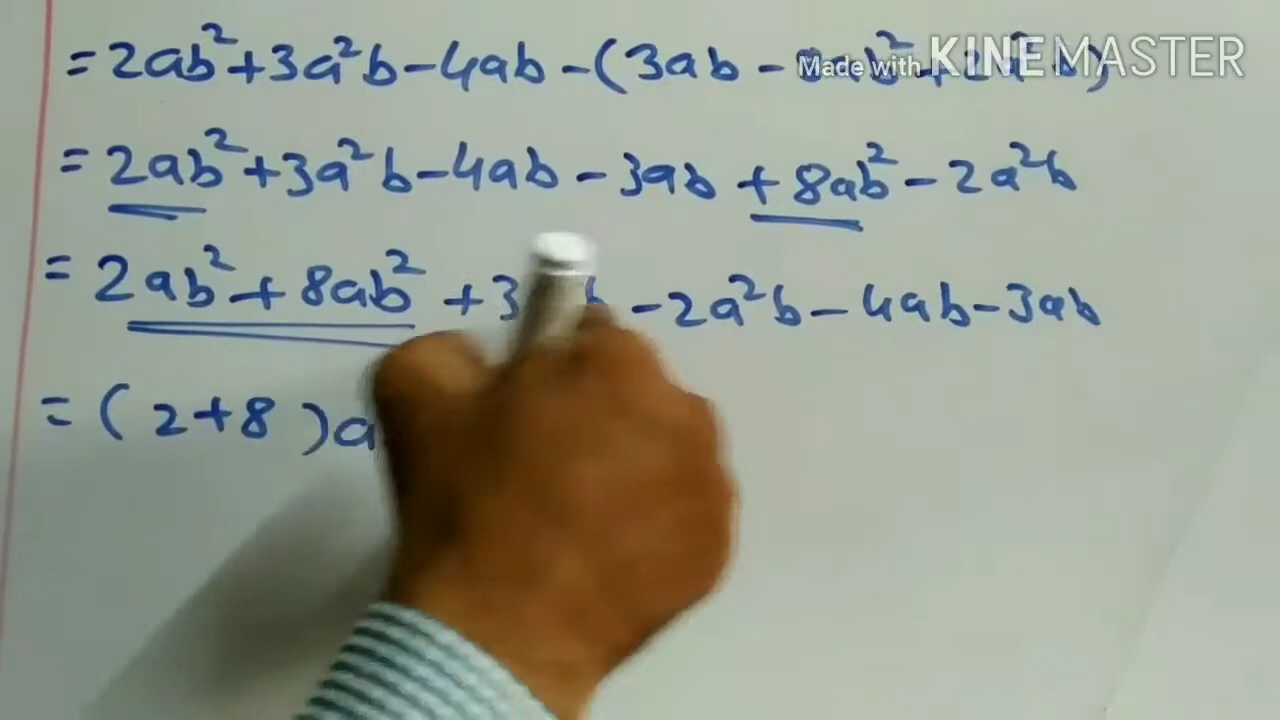 = 2ab² + 3a²b - 4ab - (3ab -
Made with KINEMASTER
= 2ab² + 3a²b - 4ab - 3ab + 8ab² - 2a²b
= 2ab² + 8ab² + 3 b - 2a²b - 4ab - 3ab
= (2+8)a